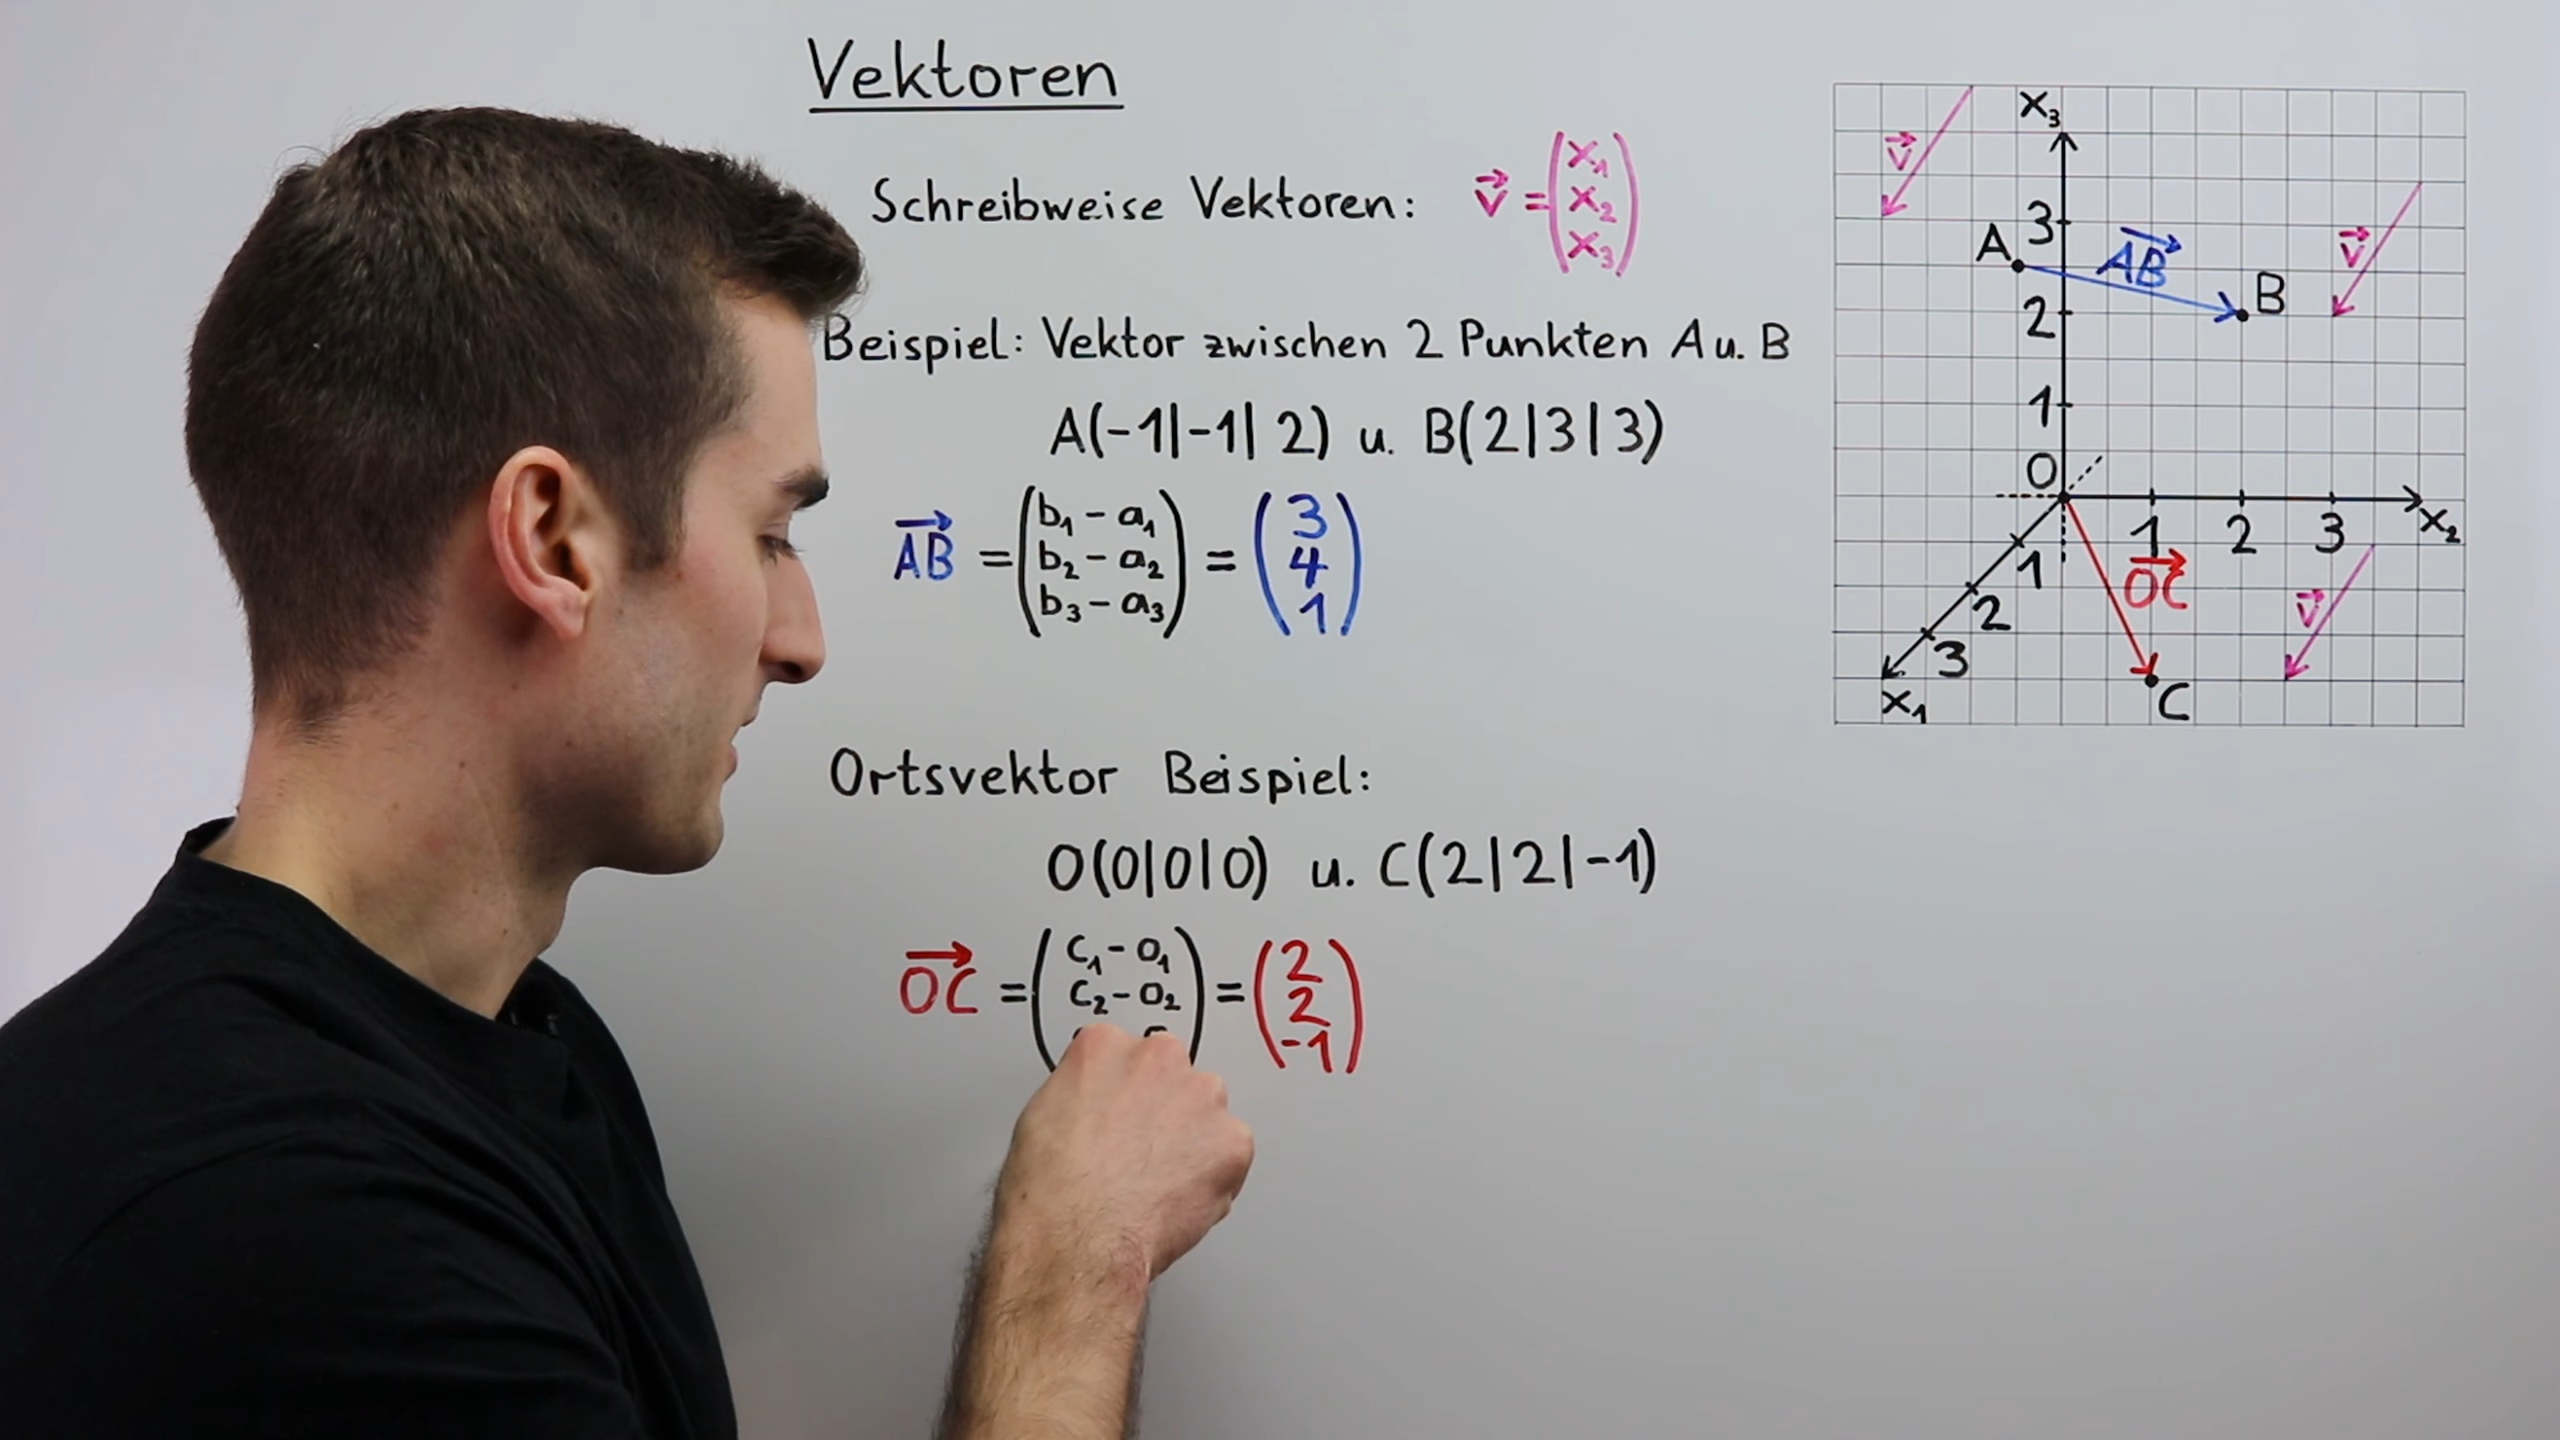 Vektoren
Schreibweise Vektoren: v⃗ = (x₁ x₂ x₃)
Beispiel: Vektor zwischen 2 Punkten A u. B
A(-1|-1|2) u. B(2|3|3)
AB⃗ = (b₁ - a₁ b₂ - a₂ b₃ - a₃) = (3 4 1)
Ortsvektor Beispiel:
O(0|0|0) u. C(2|2|-1)
OC⃗ = (c₁ - o₁ c₂ - o₂) = (2 2 -1)
x₃
v⃗
3
A
AB⃗
v⃗
B
2
1
0
1 2 3 x₂
1
OC⃗
v⃗
2
3
x₁
C